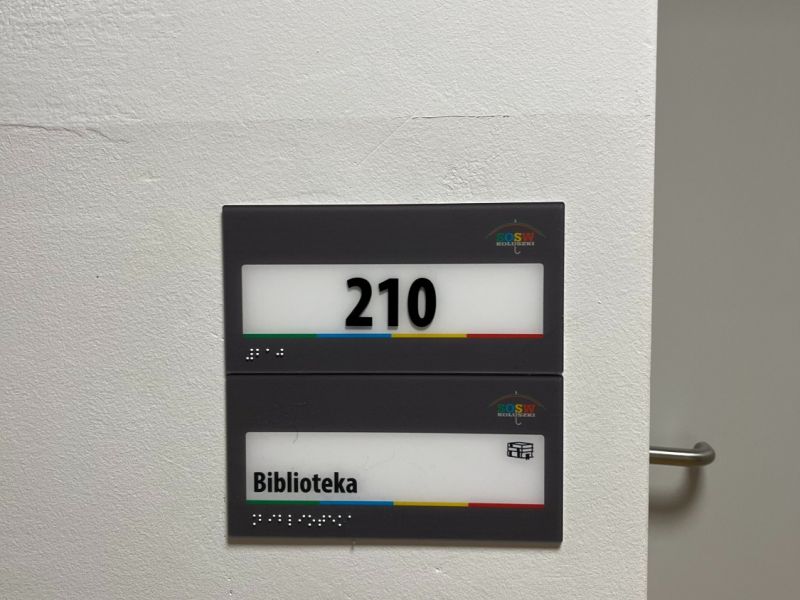 SOSW
KOLUSZKI
210
⠼⠃⠁⠚
SOSW
KOLUSZKI
Biblioteka